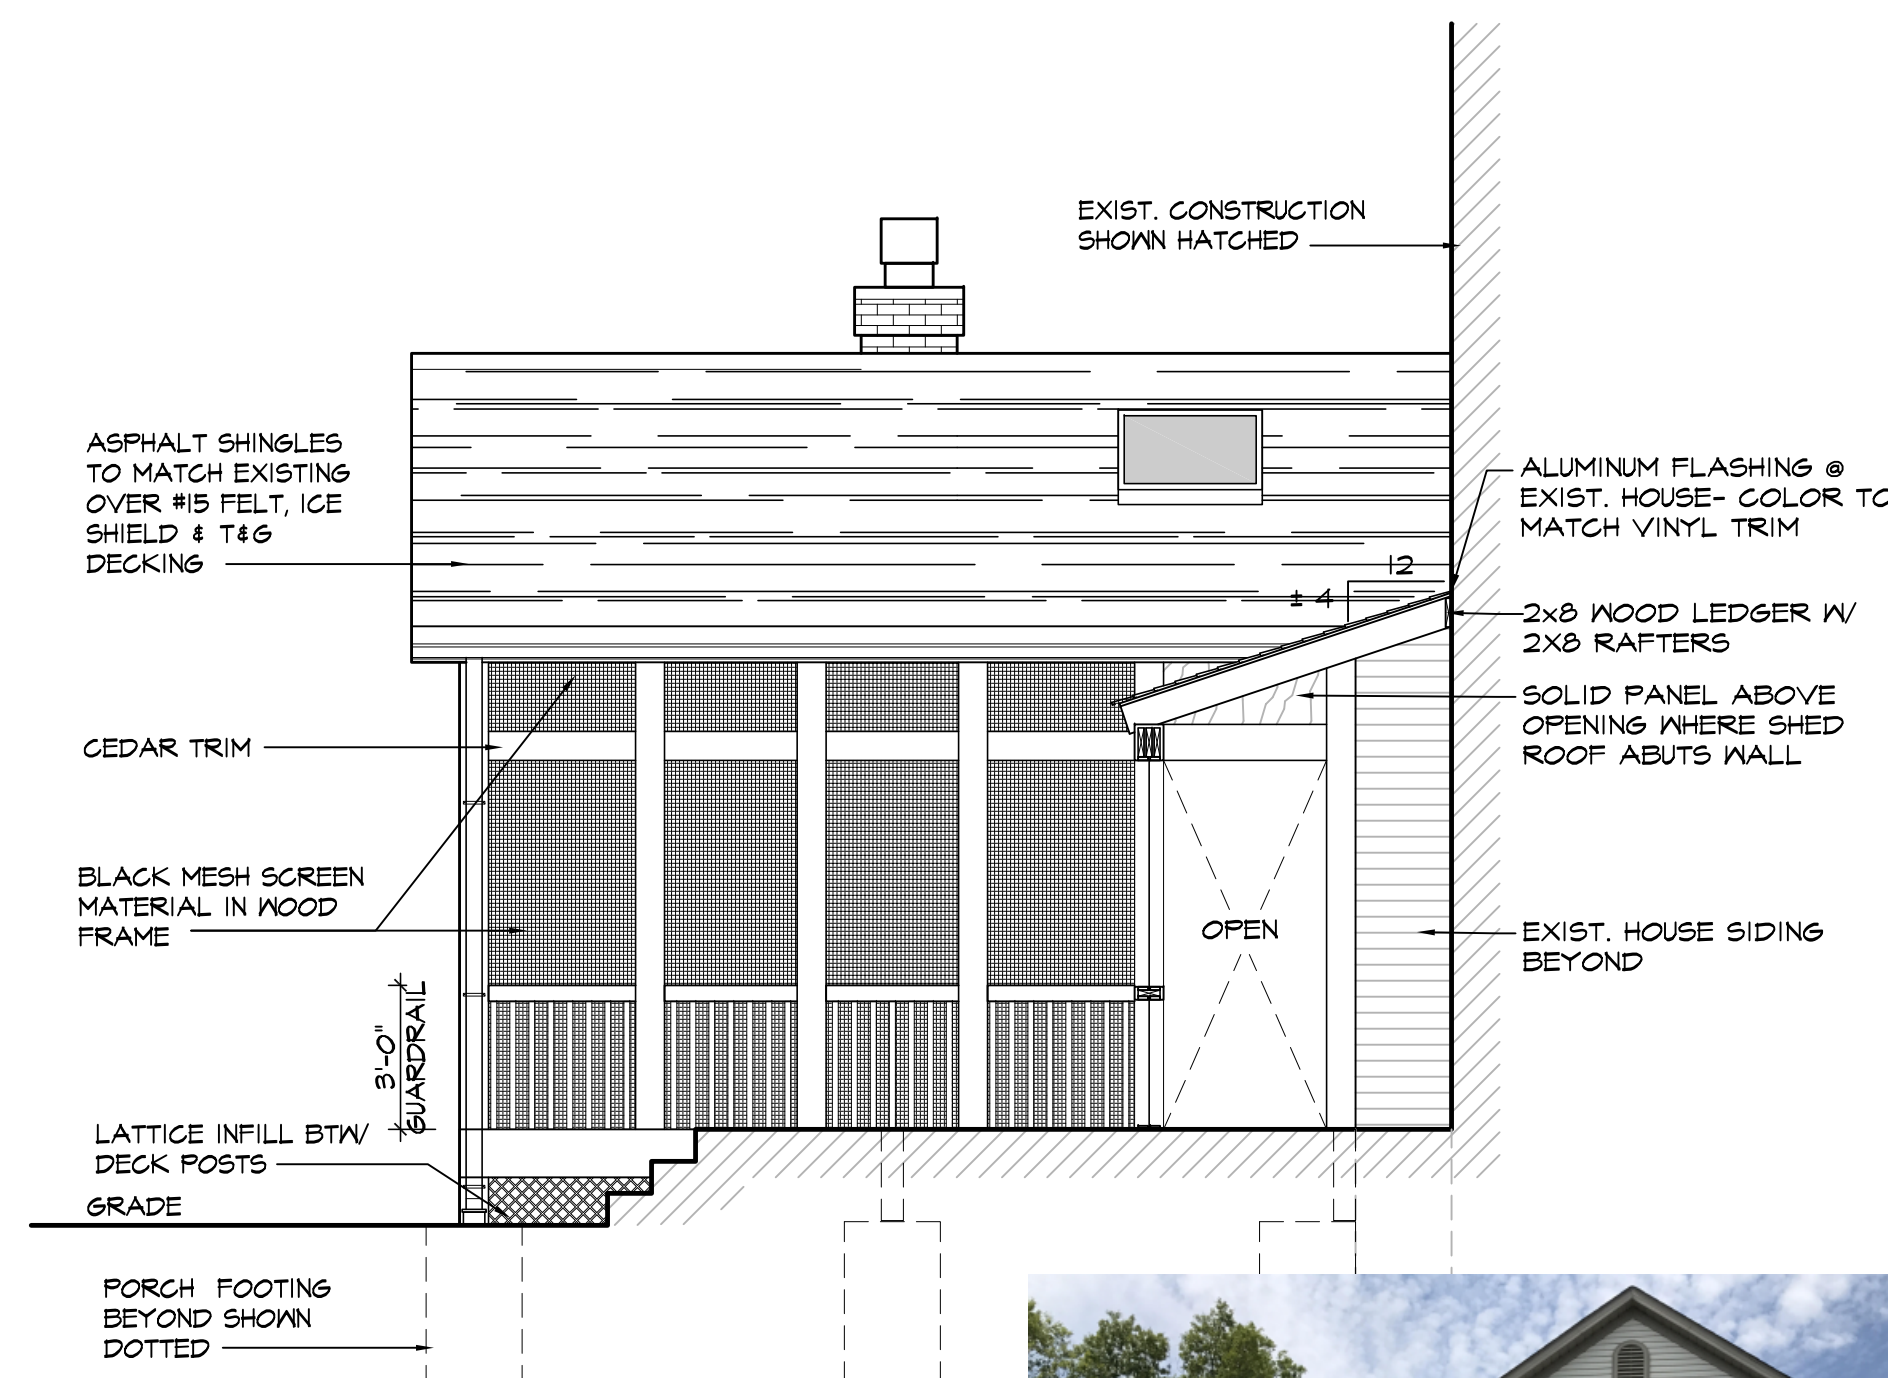 EXIST. CONSTRUCTION
SHOWN HATCHED
ASPHALT SHINGLES
TO MATCH EXISTING
OVER #15 FELT, ICE
SHIELD & T&G
DECKING
ALUMINUM FLASHING @
EXIST. HOUSE- COLOR TO
MATCH VINYL TRIM
12
± 4
2x8 WOOD LEDGER W/
2X8 RAFTERS
SOLID PANEL ABOVE
OPENING WHERE SHED
ROOF ABUTS WALL
CEDAR TRIM
BLACK MESH SCREEN
MATERIAL IN WOOD
FRAME
OPEN
EXIST. HOUSE SIDING
BEYOND
3'-0"
GUARDRAIL
LATTICE INFILL BTW/
DECK POSTS
GRADE
PORCH FOOTING
BEYOND SHOWN
DOTTED